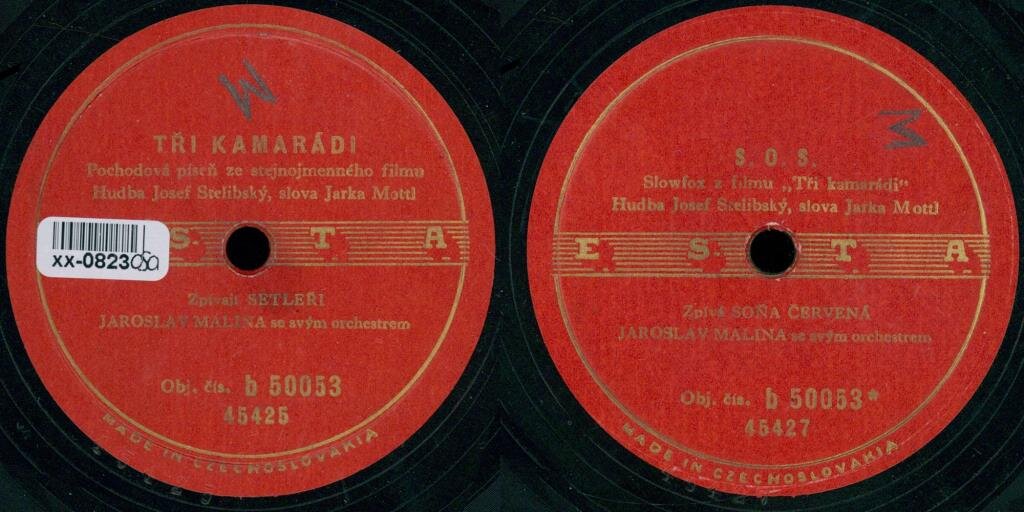 M
TŘI KAMARÁDI
Pochodová píseň ze stejnojmenného filmu
Hudba Josef Stelibský, slova Jarka Mottl
S T A
xx-0823
Zpívají SETLEŘI
JAROSLAV MALINA se svým orchestrem
Obj. čís. b 50053
45425
MADE IN CZECHOSLOVAKIA
M
S. O. S.
Slowfox z filmu „Tři kamarádi"
Hudba Josef Stelibský, slova Jarka Mottl
E S T A
Zpívá SOŇA ČERVENÁ
JAROSLAV MALINA se svým orchestrem
Obj. čís. b 50053*
45427
MADE IN CZECHOSLOVAKIA